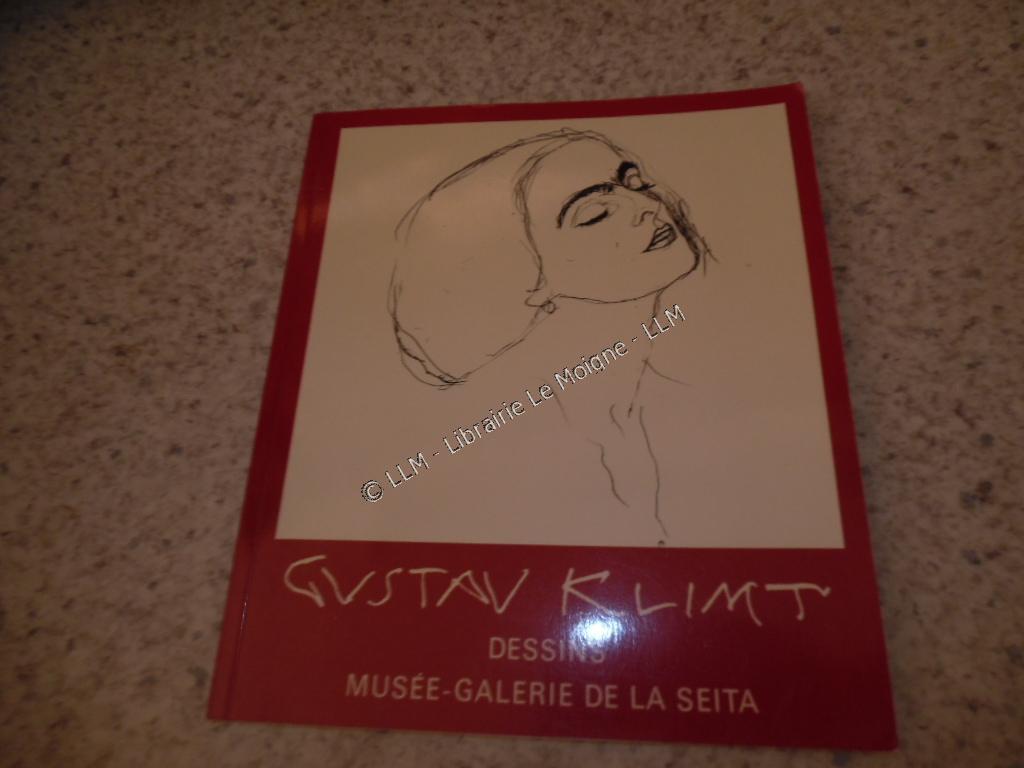 © LLM - Librairie Le Moigne - LLM
GUSTAV KLIMT
DESSINS
MUSÉE-GALERIE DE LA SEITA